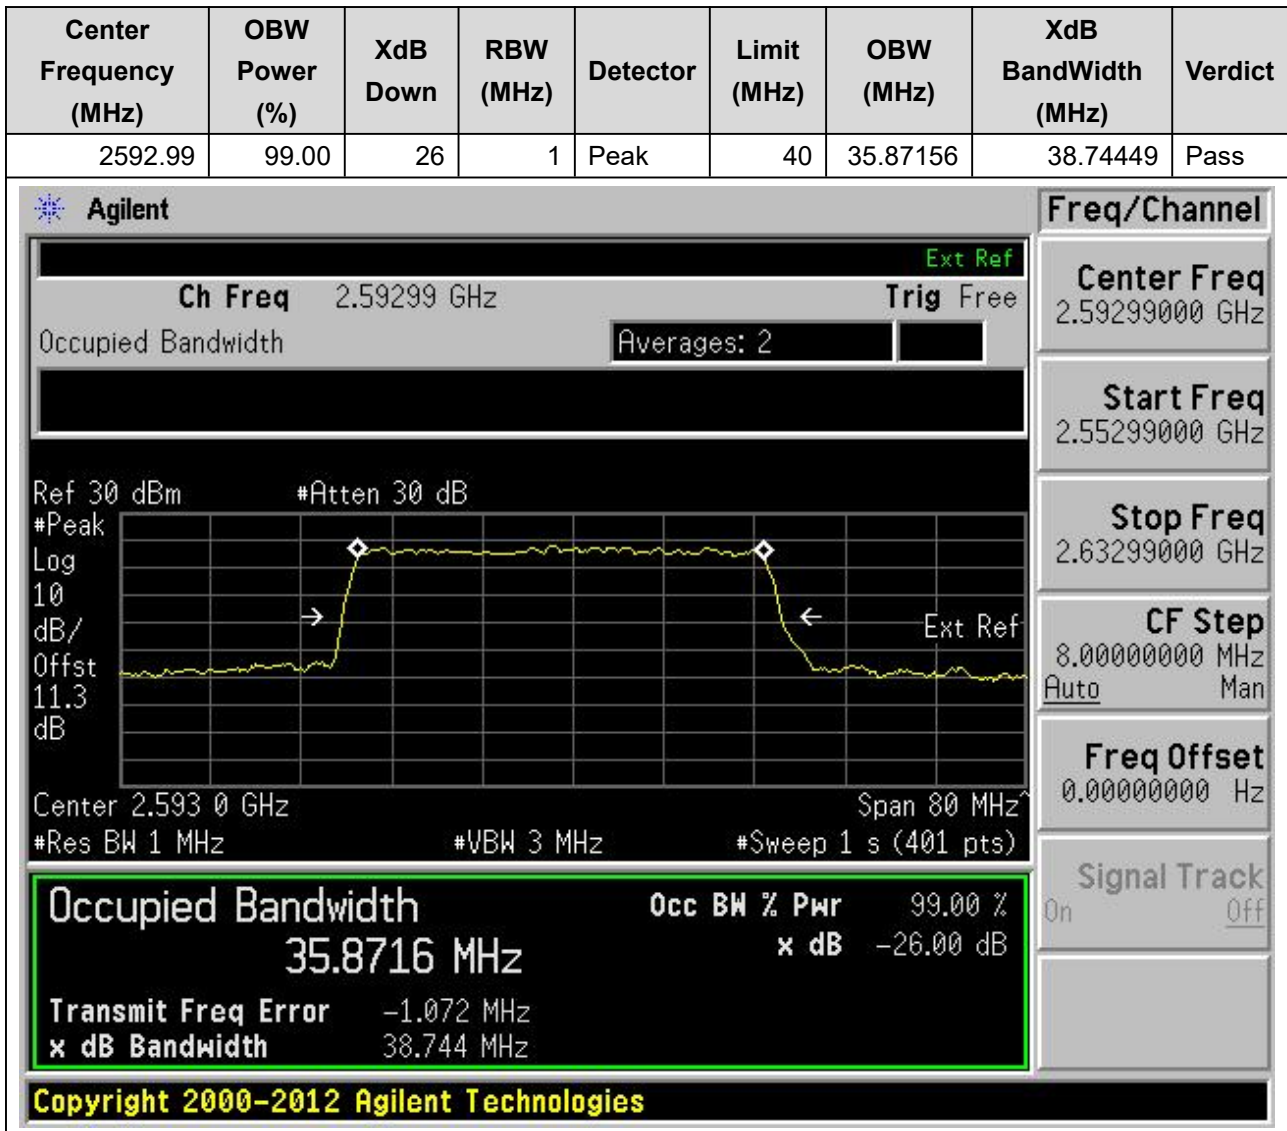 Center Frequency (MHz) OBW Power (%) XdB Down RBW (MHz) Detector Limit (MHz) OBW (MHz) XdB BandWidth (MHz) Verdict
2592.99 99.00 26 1 Peak 40 35.87156 38.74449 Pass
Agilent
Freq/Channel
Ext Ref
Ch Freq 2.59299 GHz Trig Free
Occupied Bandwidth Averages: 2
Center Freq
2.59299000 GHz
Start Freq
2.55299000 GHz
Stop Freq
2.63299000 GHz
CF Step
8.00000000 MHz
Auto Man
Freq Offset
0.00000000 Hz
Signal Track
On Off
Ref 30 dBm #Atten 30 dB
#Peak
Log
10
dB/
Offst
11.3
dB
Ext Ref
Center 2.593 0 GHz Span 80 MHz^
#Res BW 1 MHz #VBW 3 MHz #Sweep 1 s (401 pts)
Occupied Bandwidth
35.8716 MHz
Occ BW % Pwr 99.00 %
x dB -26.00 dB
Transmit Freq Error -1.072 MHz
x dB Bandwidth 38.744 MHz
Copyright 2000-2012 Agilent Technologies